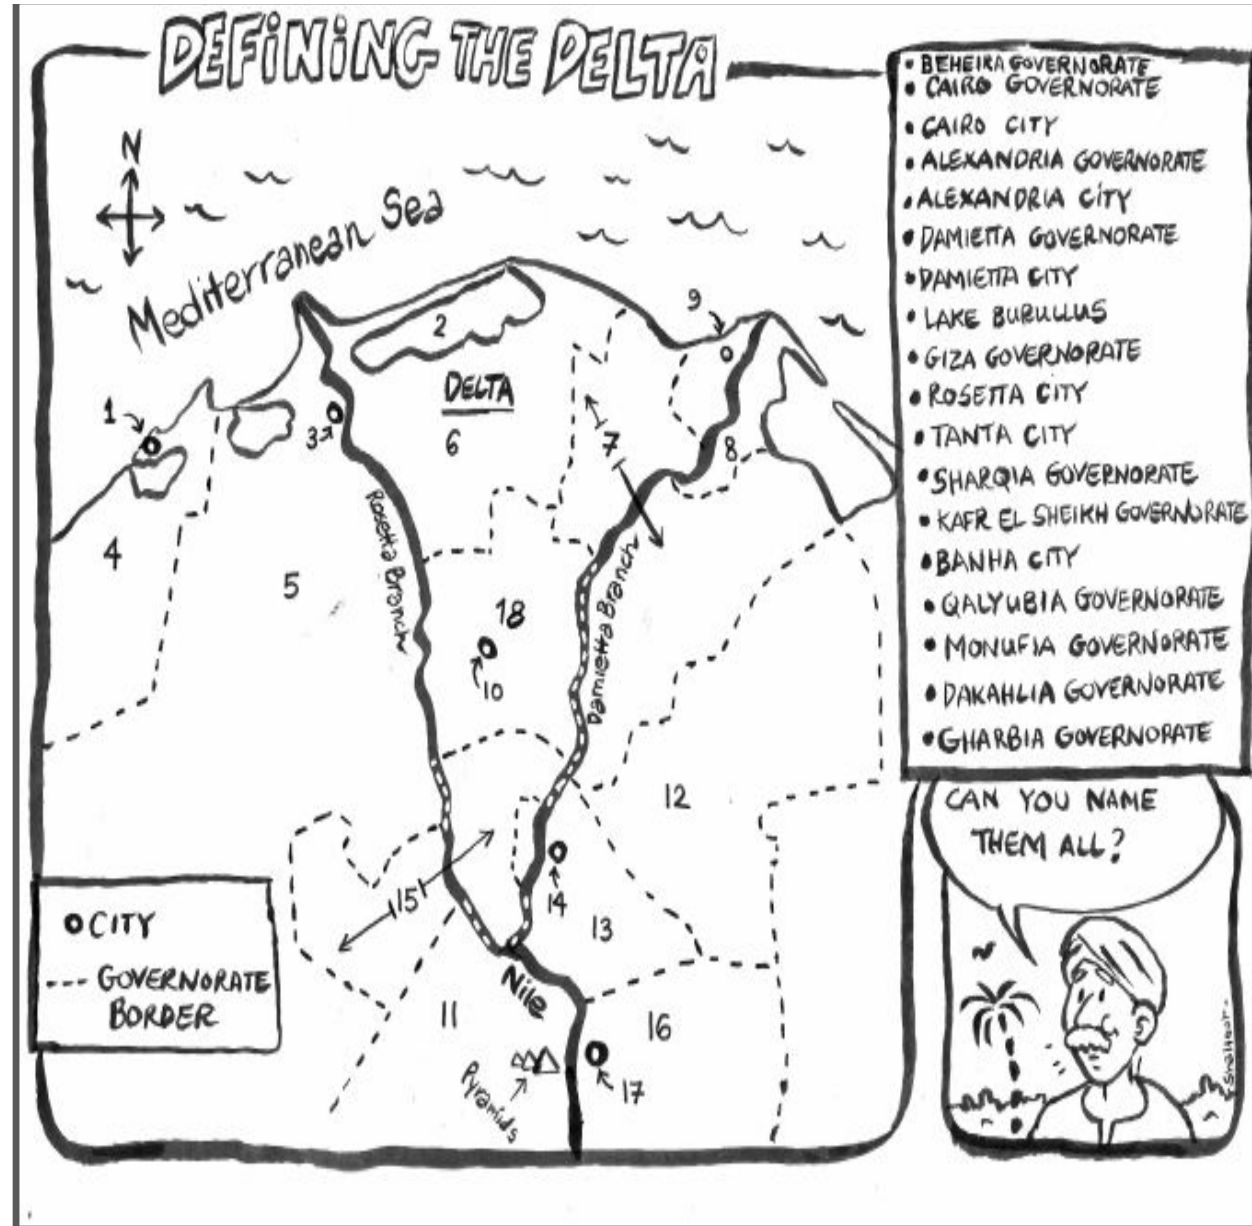 DEFINING THE DELTA
N
Mediterranean Sea
1
2
3
DELTA
6
7
8
9
4
5
Rosetta Branch
Damietta Branch
18
10
12
15
14
13
Nile
11
16
17
Pyramids
CITY
GOVERNORATE
BORDER
• BEHEIRA GOVERNORATE
• CAIRO GOVERNORATE
• CAIRO CITY
• ALEXANDRIA GOVERNORATE
• ALEXANDRIA CITY
• DAMIETTA GOVERNORATE
• DAMIETTA CITY
• LAKE BURULLUS
• GIZA GOVERNORATE
• ROSETTA CITY
• TANTA CITY
• SHARQIA GOVERNORATE
• KAFR EL SHEIKH GOVERNORATE
• BANHA CITY
• QALYUBIA GOVERNORATE
• MONUFIA GOVERNORATE
• DAKAHLIA GOVERNORATE
• GHARBIA GOVERNORATE
CAN YOU NAME
THEM ALL?